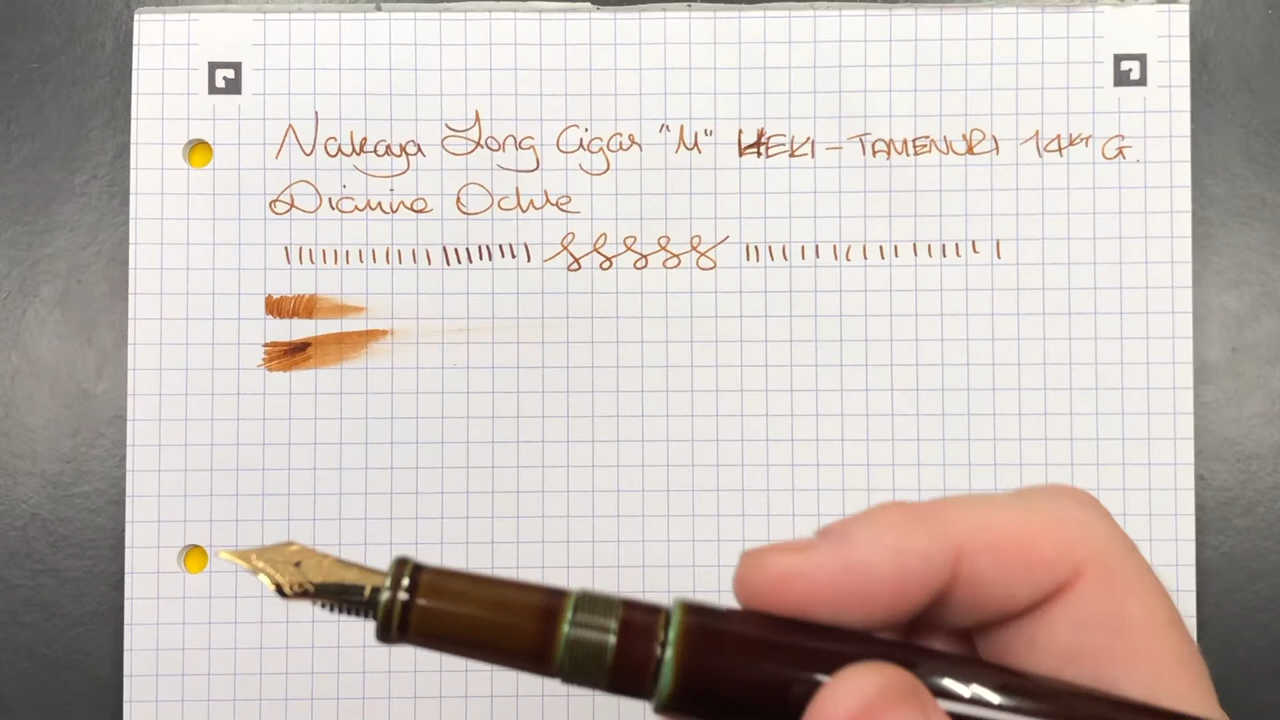 Nakaya Long Cigar "M" HEKI-TAMENURI 14kt G.
Diamine Ochre